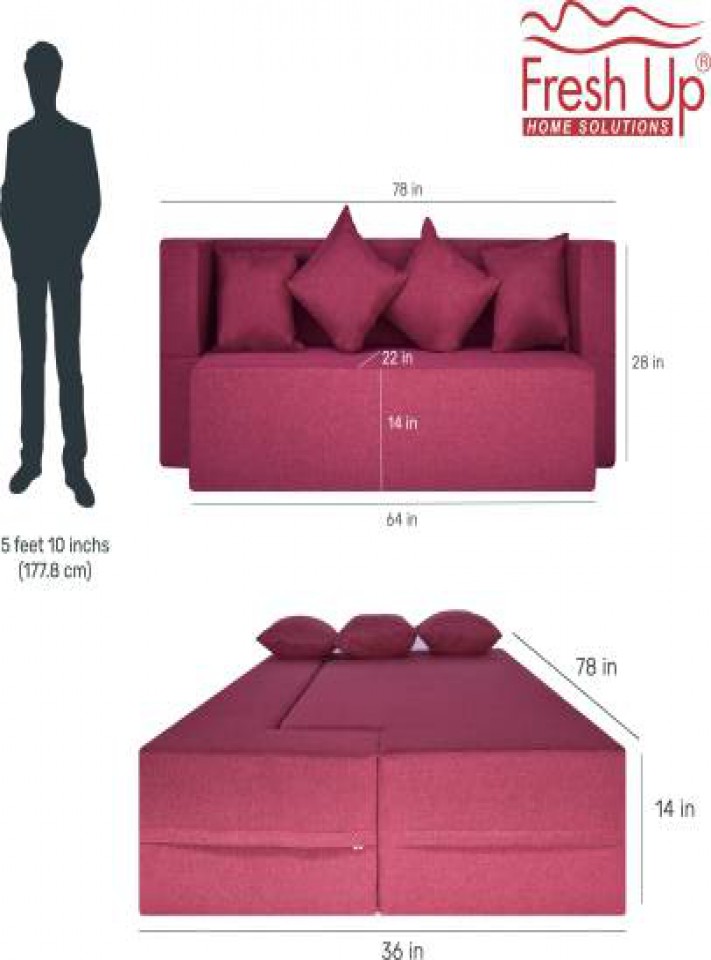 Fresh Up®
HOME SOLUTIONS
78 in
22 in
28 in
14 in
64 in
5 feet 10 inchs
(177.8 cm)
78 in
14 in
36 in